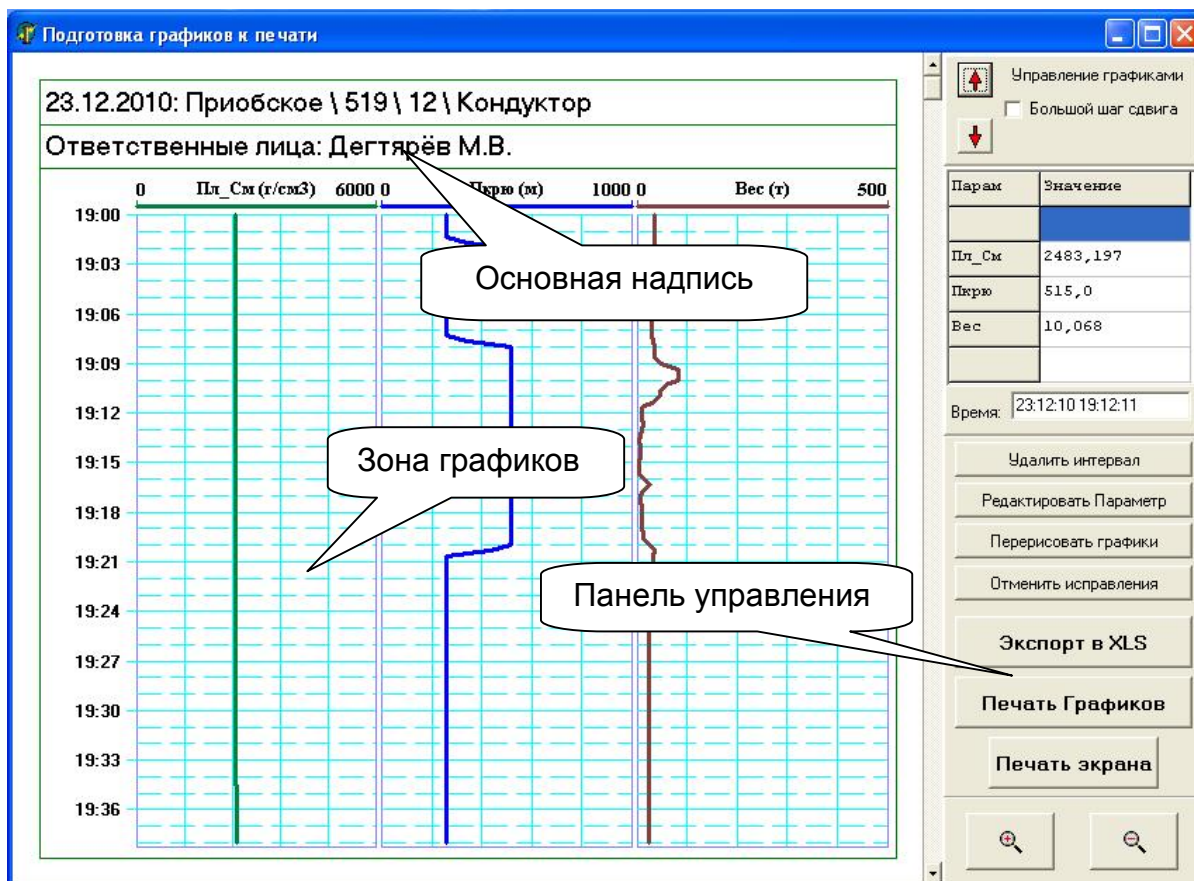 Подготовка графиков к печати
23.12.2010: Приобское \ 519 \ 12 \ Кондуктор
Ответственные лица: Дегтярёв М.В.
0 Пл_См (г/см3) 6000 0 Пкрю (м) 1000 0 Вес (т) 500
19:00
19:03
19:06
19:09
19:12
19:15
19:18
19:21
19:24
19:27
19:30
19:33
19:36
Основная надпись
Зона графиков
Панель управления
Управление графиками
Большой шаг сдвига
Парам Значение
Пл_См 2483,197
Пкрю 515,0
Вес 10,068
Время: 23:12:10 19:12:11
Удалить интервал
Редактировать Параметр
Перерисовать графики
Отменить исправления
Экспорт в XLS
Печать Графиков
Печать экрана